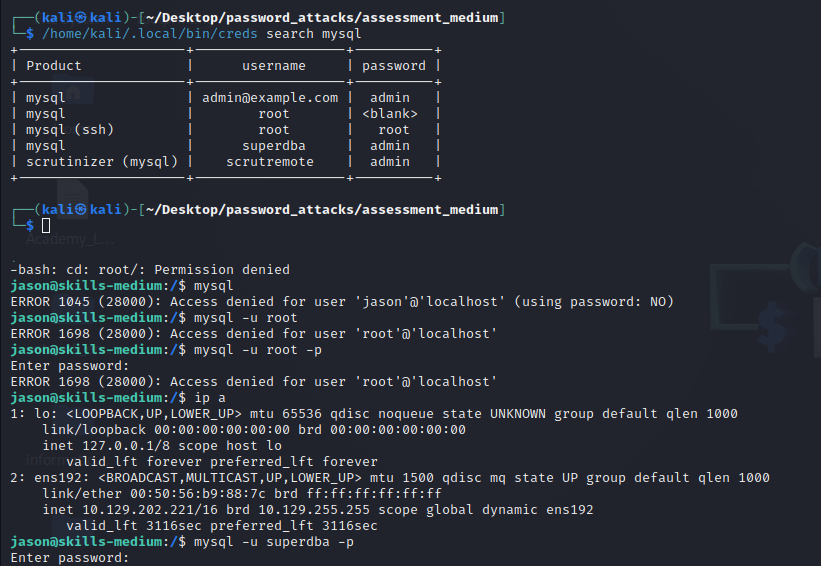 ┌──(kali㉿kali)-[~/Desktop/password_attacks/assessment_medium]
└─$ /home/kali/.local/bin/creds search mysql
+---------------------+-------------------+----------+
| Product | username | password |
+---------------------+-------------------+----------+
| mysql | admin@example.com | admin |
| mysql | root | <blank> |
| mysql (ssh) | root | root |
| mysql | superdba | admin |
| scrutinizer (mysql) | scrutremote | admin |
+---------------------+-------------------+----------+
┌──(kali㉿kali)-[~/Desktop/password_attacks/assessment_medium]
└─$
Academy_L...
-bash: cd: root/: Permission denied
jason@skills-medium:/$ mysql
ERROR 1045 (28000): Access denied for user 'jason'@'localhost' (using password: NO)
jason@skills-medium:/$ mysql -u root
ERROR 1698 (28000): Access denied for user 'root'@'localhost'
jason@skills-medium:/$ mysql -u root -p
Enter password:
ERROR 1698 (28000): Access denied for user 'root'@'localhost'
jason@skills-medium:/$ ip a
1: lo: <LOOPBACK,UP,LOWER_UP> mtu 65536 qdisc noqueue state UNKNOWN group default qlen 1000
link/loopback 00:00:00:00:00:00 brd 00:00:00:00:00:00
inet 127.0.0.1/8 scope host lo
valid_lft forever preferred_lft forever
2: ens192: <BROADCAST,MULTICAST,UP,LOWER_UP> mtu 1500 qdisc mq state UP group default qlen 1000
link/ether 00:50:56:b9:88:7c brd ff:ff:ff:ff:ff:ff
inet 10.129.202.221/16 brd 10.129.255.255 scope global dynamic ens192
valid_lft 3116sec preferred_lft 3116sec
jason@skills-medium:/$ mysql -u superdba -p
Enter password: